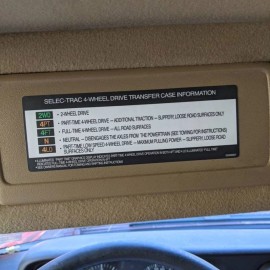 SELEC-TRAC 4-WHEEL DRIVE TRANSFER CASE INFORMATION
2WD = 2-WHEEL DRIVE
4PT = PART-TIME 4-WHEEL DRIVE - ADDITIONAL TRACTION - SLIPPERY, LOOSE ROAD SURFACES ONLY
4FT = FULL-TIME 4-WHEEL DRIVE - ALL ROAD SURFACES
N = NEUTRAL - DISENGAGES THE AXLES FROM THE POWERTRAIN (SEE TOWING FOR INSTRUCTIONS)
4LO = PART-TIME LOW SPEED 4-WHEEL DRIVE - MAXIMUM PULLING POWER - SLIPPERY, LOOSE ROAD
SURFACES ONLY